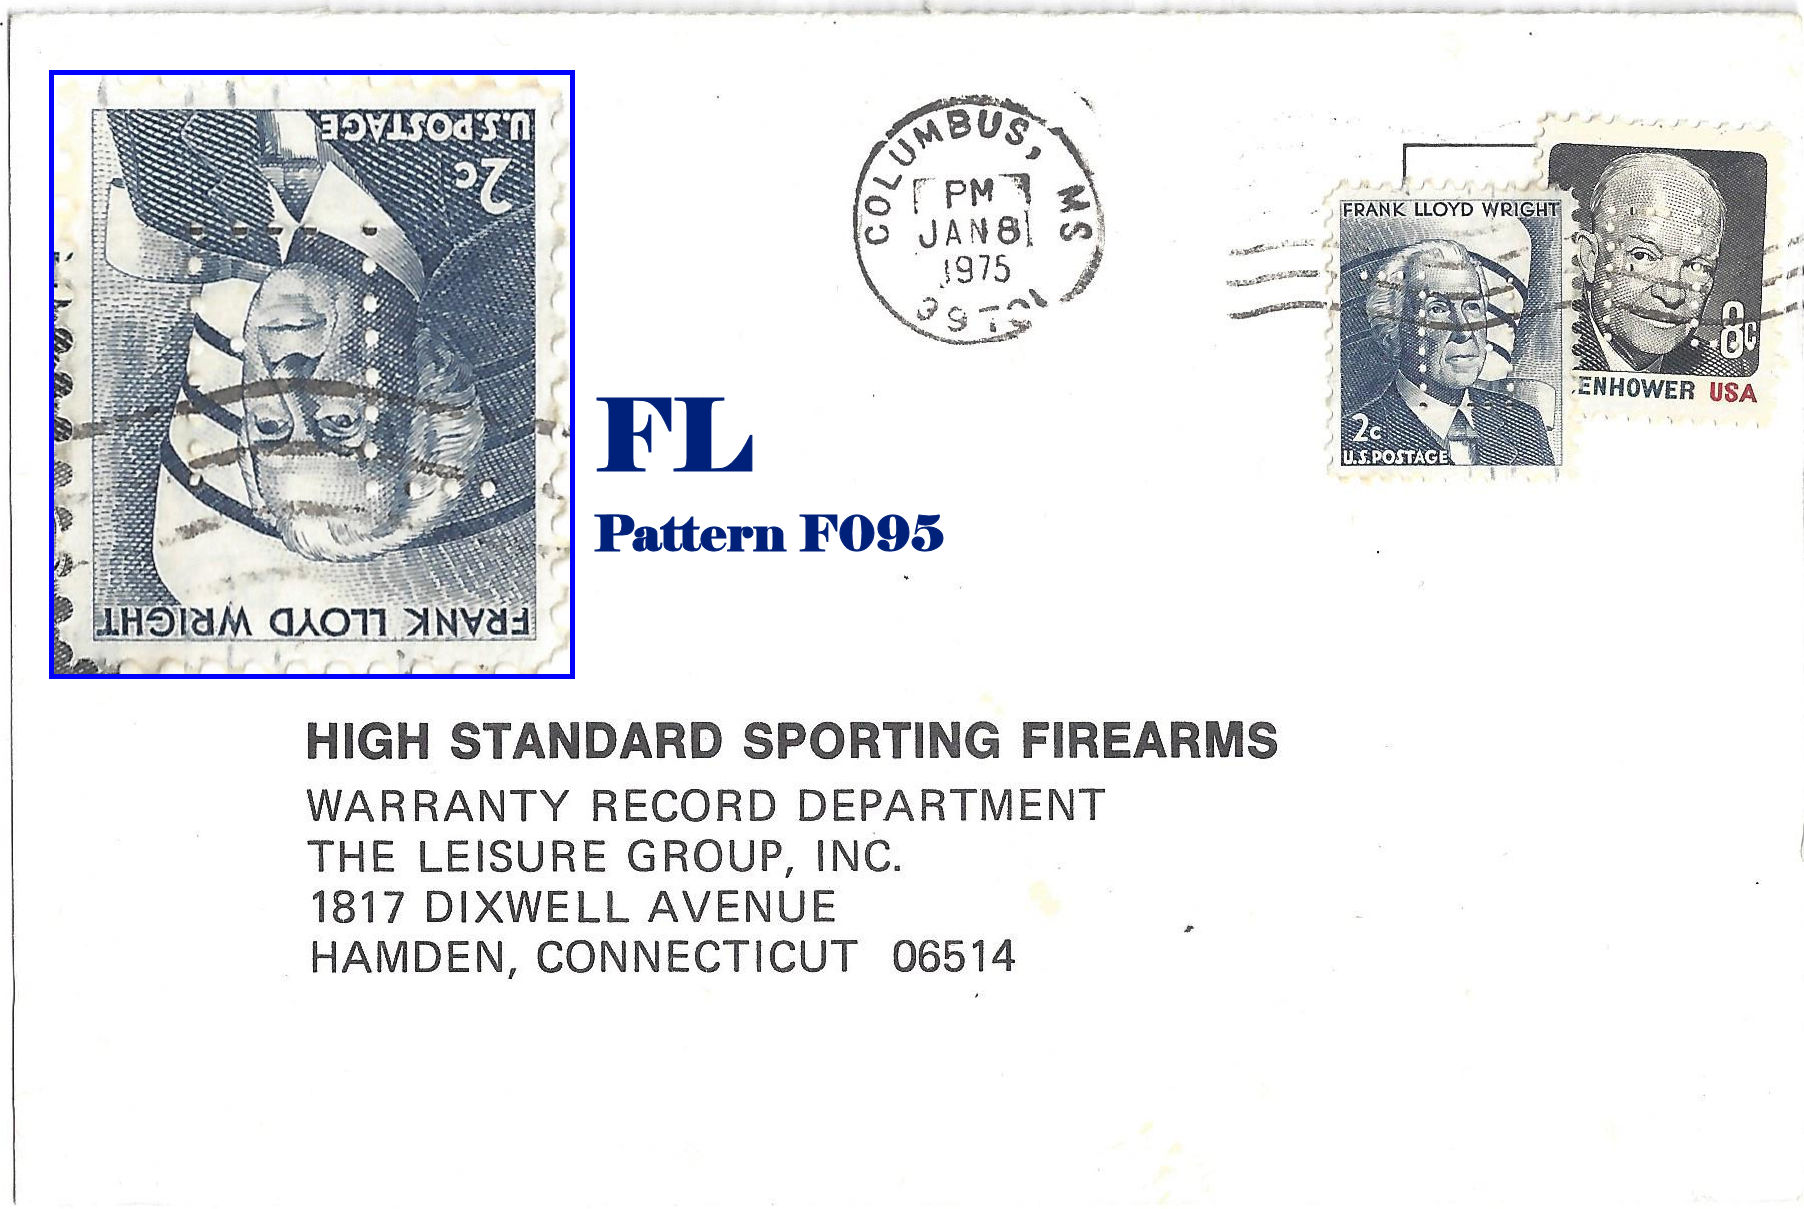 U.S.POSTAGE
2c
FRANK LLOYD WRIGHT
FL
Pattern F095
COLUMBUS, MS
PM
JAN 8
1975
FRANK LLOYD WRIGHT
2c
U.S.POSTAGE
8c
ENHOWER USA
HIGH STANDARD SPORTING FIREARMS
WARRANTY RECORD DEPARTMENT
THE LEISURE GROUP, INC.
1817 DIXWELL AVENUE
HAMDEN, CONNECTICUT 06514